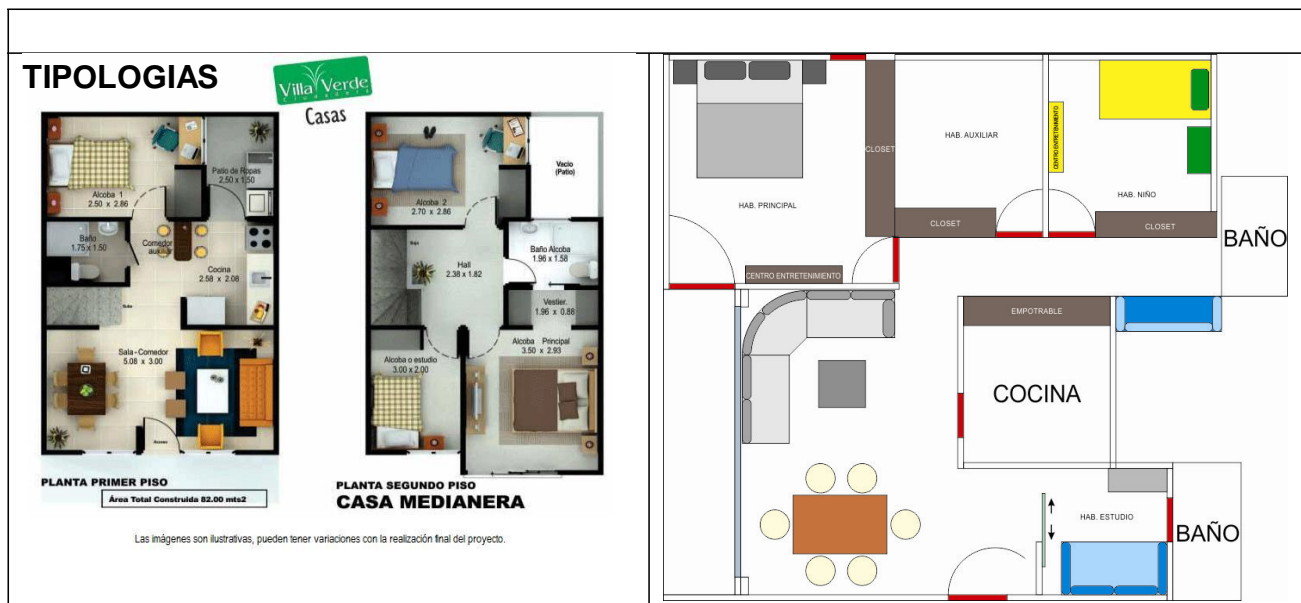 TIPOLOGIAS
Villa Verde
Ciudadela
Casas
Alcoba 1
2.50 x 2.86
Patio de Ropas
2.50 x 1.50
Baño
1.75 x 1.50
Comedor
auxiliar
Cocina
2.58 x 2.08
Sube
Sala - Comedor
5.08 x 3.00
Acceso
PLANTA PRIMER PISO
Área Total Construida 82.00 mts2
Alcoba 2
2.70 x 2.86
Vacio
(Patio)
Baja
Hall
2.38 x 1.82
Baño Alcoba
1.96 x 1.58
Vestier.
1.96 x 0.88
Alcoba o estudio
3.00 x 2.00
Alcoba Principal
3.50 x 2.93
PLANTA SEGUNDO PISO
CASA MEDIANERA
Las imágenes son ilustrativas, pueden tener variaciones con la realización final del proyecto.
HAB. PRINCIPAL
CLOSET
HAB. AUXILIAR
CLOSET
CENTRO ENTRETENIMIENTO
HAB. NIÑO
CLOSET
BAÑO
CENTRO ENTRETENIMIENTO
EMPOTRABLE
COCINA
HAB. ESTUDIO
BAÑO